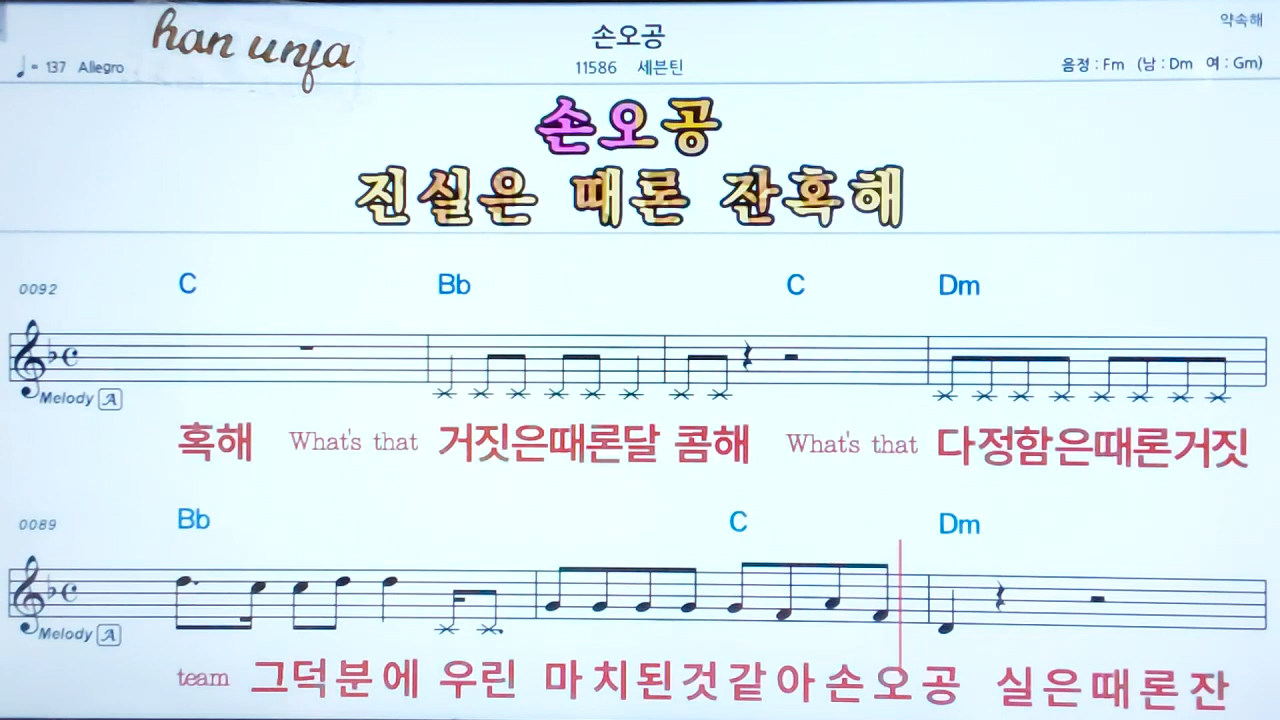 약속해
han unfa
손오공
♩= 137 Allegro
11586 세븐틴
음정 : Fm (남 : Dm 여 : Gm)
손오공
진실은 때론 잔혹해
0092
C Bb C Dm
Melody A
혹해 What's that 거짓은때론달 콤해 What's that 다정함은때론거짓
0089
Bb C Dm
Melody A
team 그덕분에 우린 마치된것같아손오공 실은때론잔